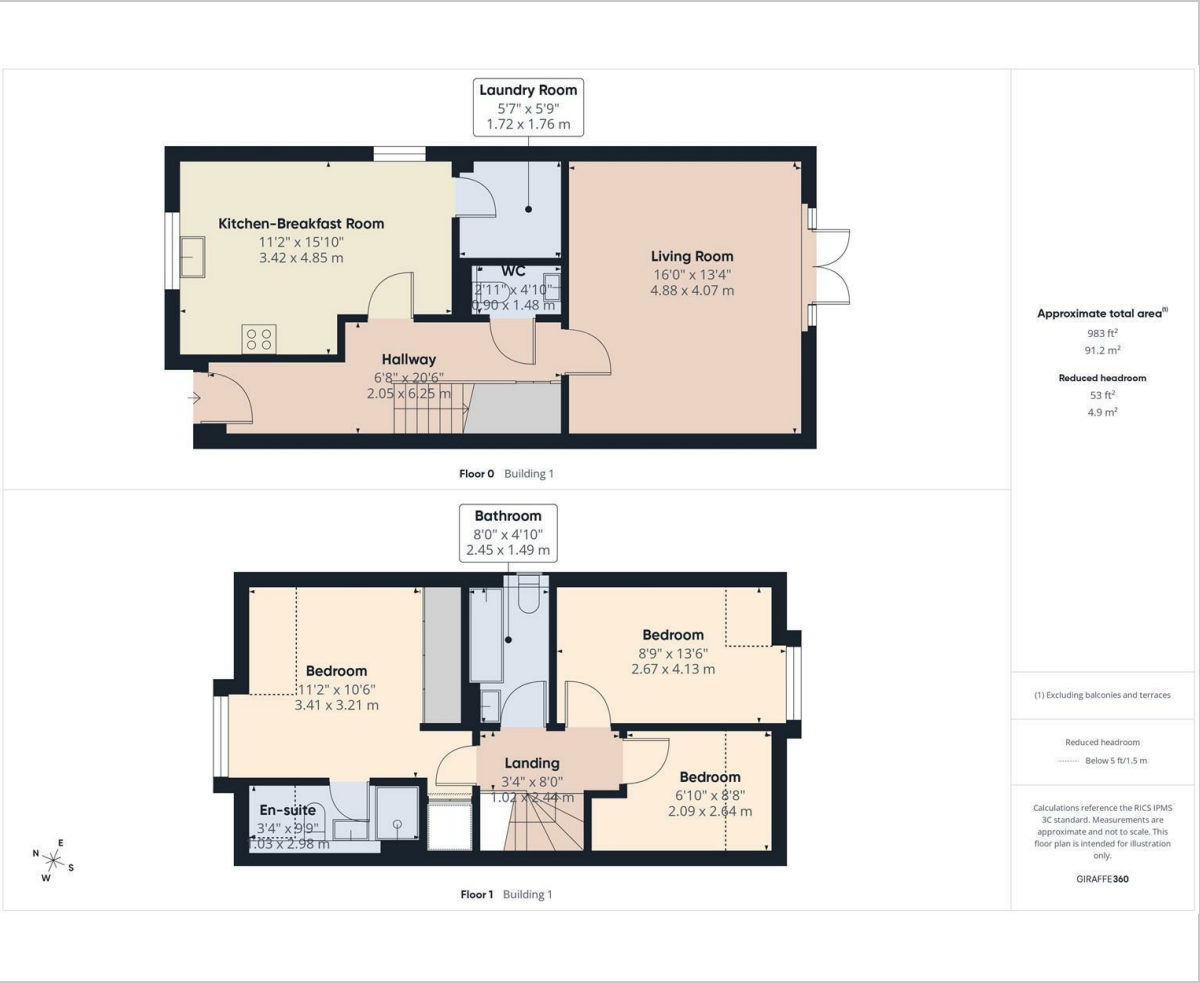 Laundry Room
5'7" x 5'9"
1.72 x 1.76 m
Kitchen-Breakfast Room
11'2" x 15'10"
3.42 x 4.85 m
WC
2'11" x 4'10"
0.90 x 1.48 m
Living Room
16'0" x 13'4"
4.88 x 4.07 m
Hallway
6'8" x 20'6"
2.05 x 6.25 m
Floor 0 Building 1
Bathroom
8'0" x 4'10"
2.45 x 1.49 m
Bedroom
11'2" x 10'6"
3.41 x 3.21 m
Bedroom
8'9" x 13'6"
2.67 x 4.13 m
Landing
3'4" x 8'0"
1.02 x 2.44 m
Bedroom
6'10" x 8'8"
2.09 x 2.64 m
En-suite
3'4" x 9'9"
1.03 x 2.98 m
N E S W
Floor 1 Building 1
Approximate total area(1)
983 ft²
91.2 m²
Reduced headroom
53 ft²
4.9 m²
(1) Excluding balconies and terraces
Reduced headroom
Below 5 ft/1.5 m
Calculations reference the RICS IPMS
3C standard. Measurements are
approximate and not to scale. This
floor plan is intended for illustration
only.
GIRAFFE360